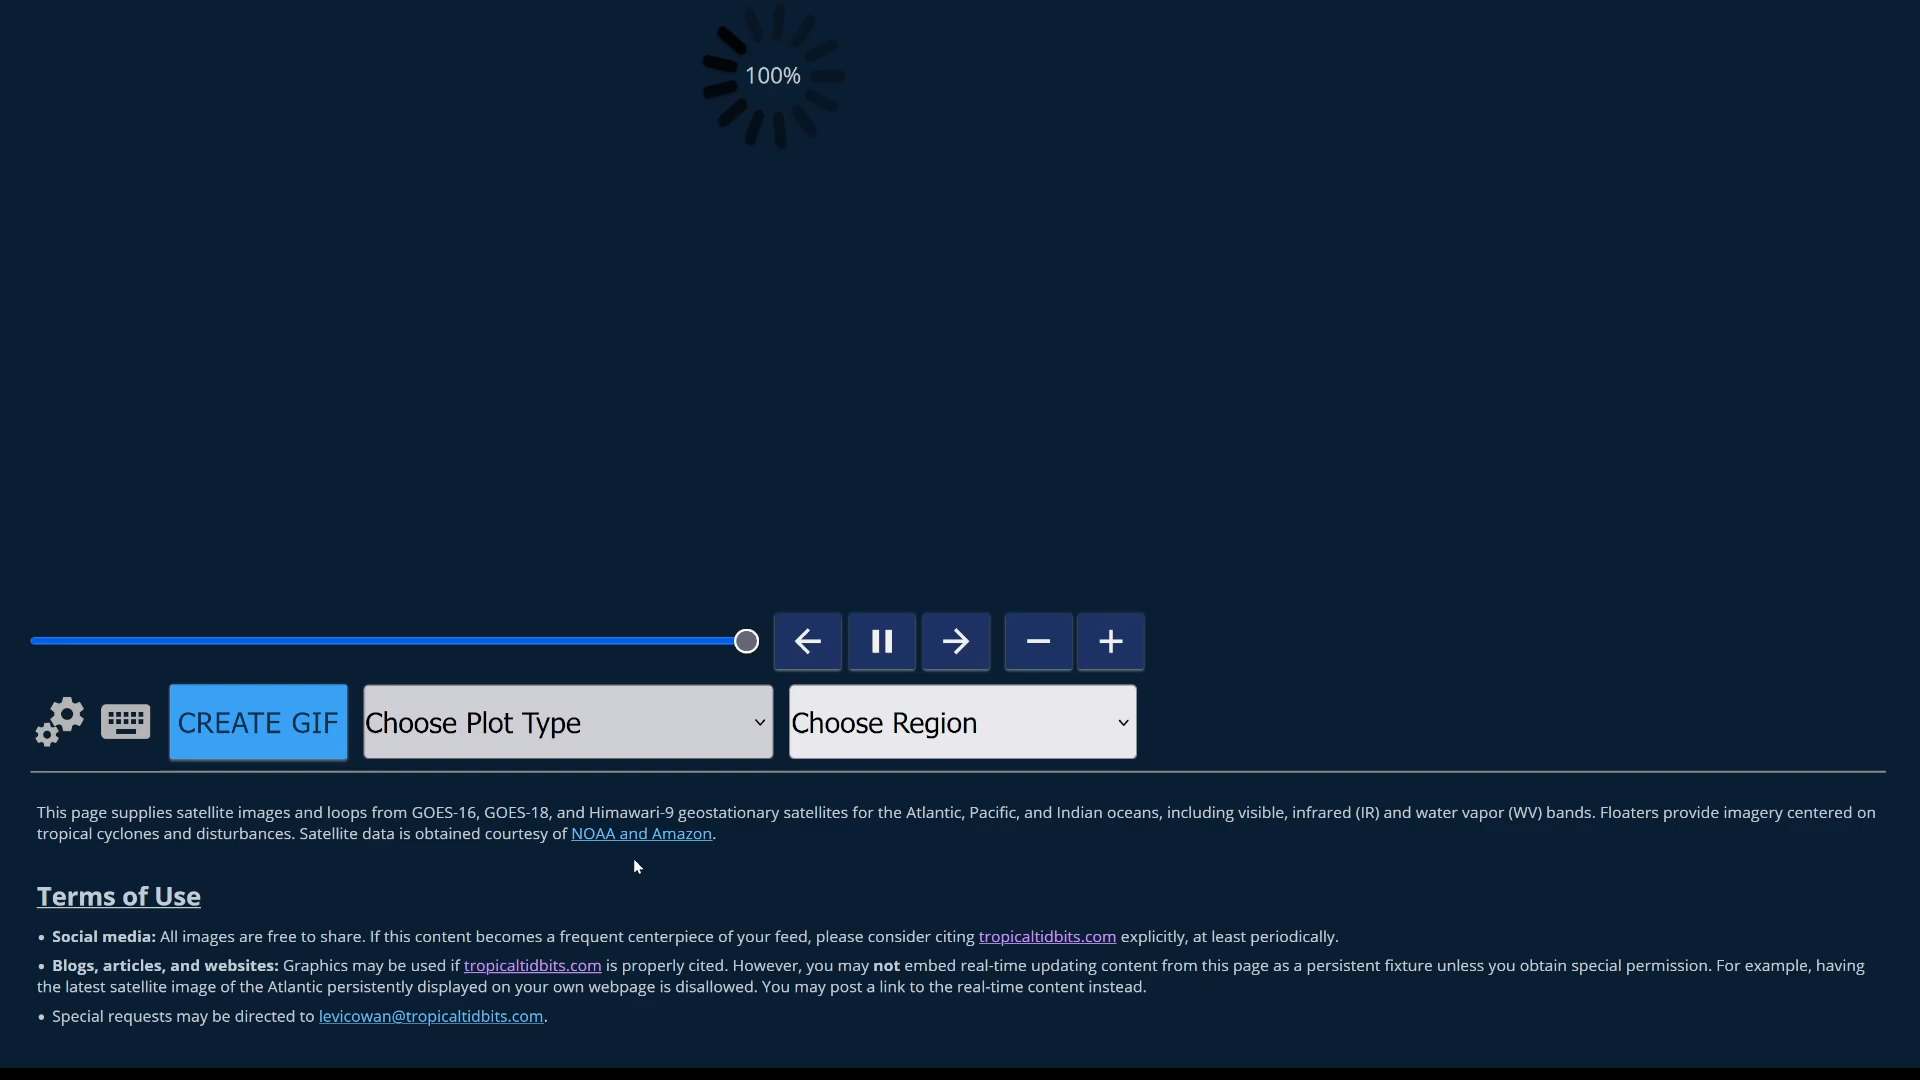 100%
CREATE GIF
Choose Plot Type
Choose Region
This page supplies satellite images and loops from GOES-16, GOES-18, and Himawari-9 geostationary satellites for the Atlantic, Pacific, and Indian oceans, including visible, infrared (IR) and water vapor (WV) bands. Floaters provide imagery centered on
tropical cyclones and disturbances. Satellite data is obtained courtesy of NOAA and Amazon.
Terms of Use
• Social media: All images are free to share. If this content becomes a frequent centerpiece of your feed, please consider citing tropicaltidbits.com explicitly, at least periodically.
• Blogs, articles, and websites: Graphics may be used if tropicaltidbits.com is properly cited. However, you may not embed real-time updating content from this page as a persistent fixture unless you obtain special permission. For example, having
the latest satellite image of the Atlantic persistently displayed on your own webpage is disallowed. You may post a link to the real-time content instead.
• Special requests may be directed to levicowan@tropicaltidbits.com.